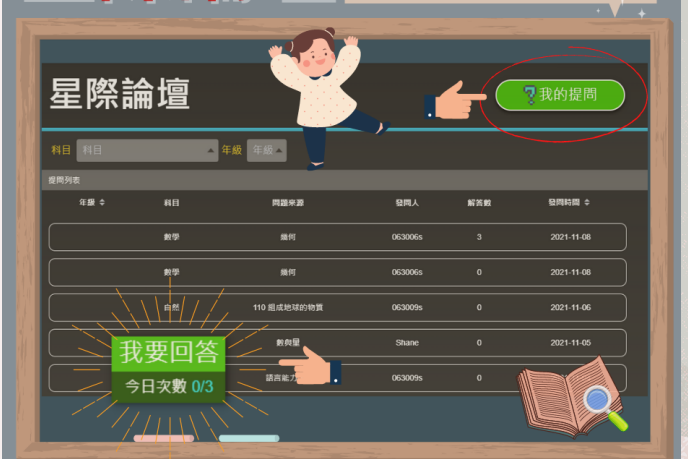 星際論壇
我的提問
科目 科目 年級 年級
提問列表
年級 科目 問題來源 發問人 解答數 發問時間
數學 幾何 063006s 3 2021-11-08
數學 幾何 063006s 0 2021-11-08
自然 110 組成地球的物質 063009s 0 2021-11-06
數與量 Shane 0 2021-11-05
語言能力 063009s 0
我要回答
今日次數 0/3